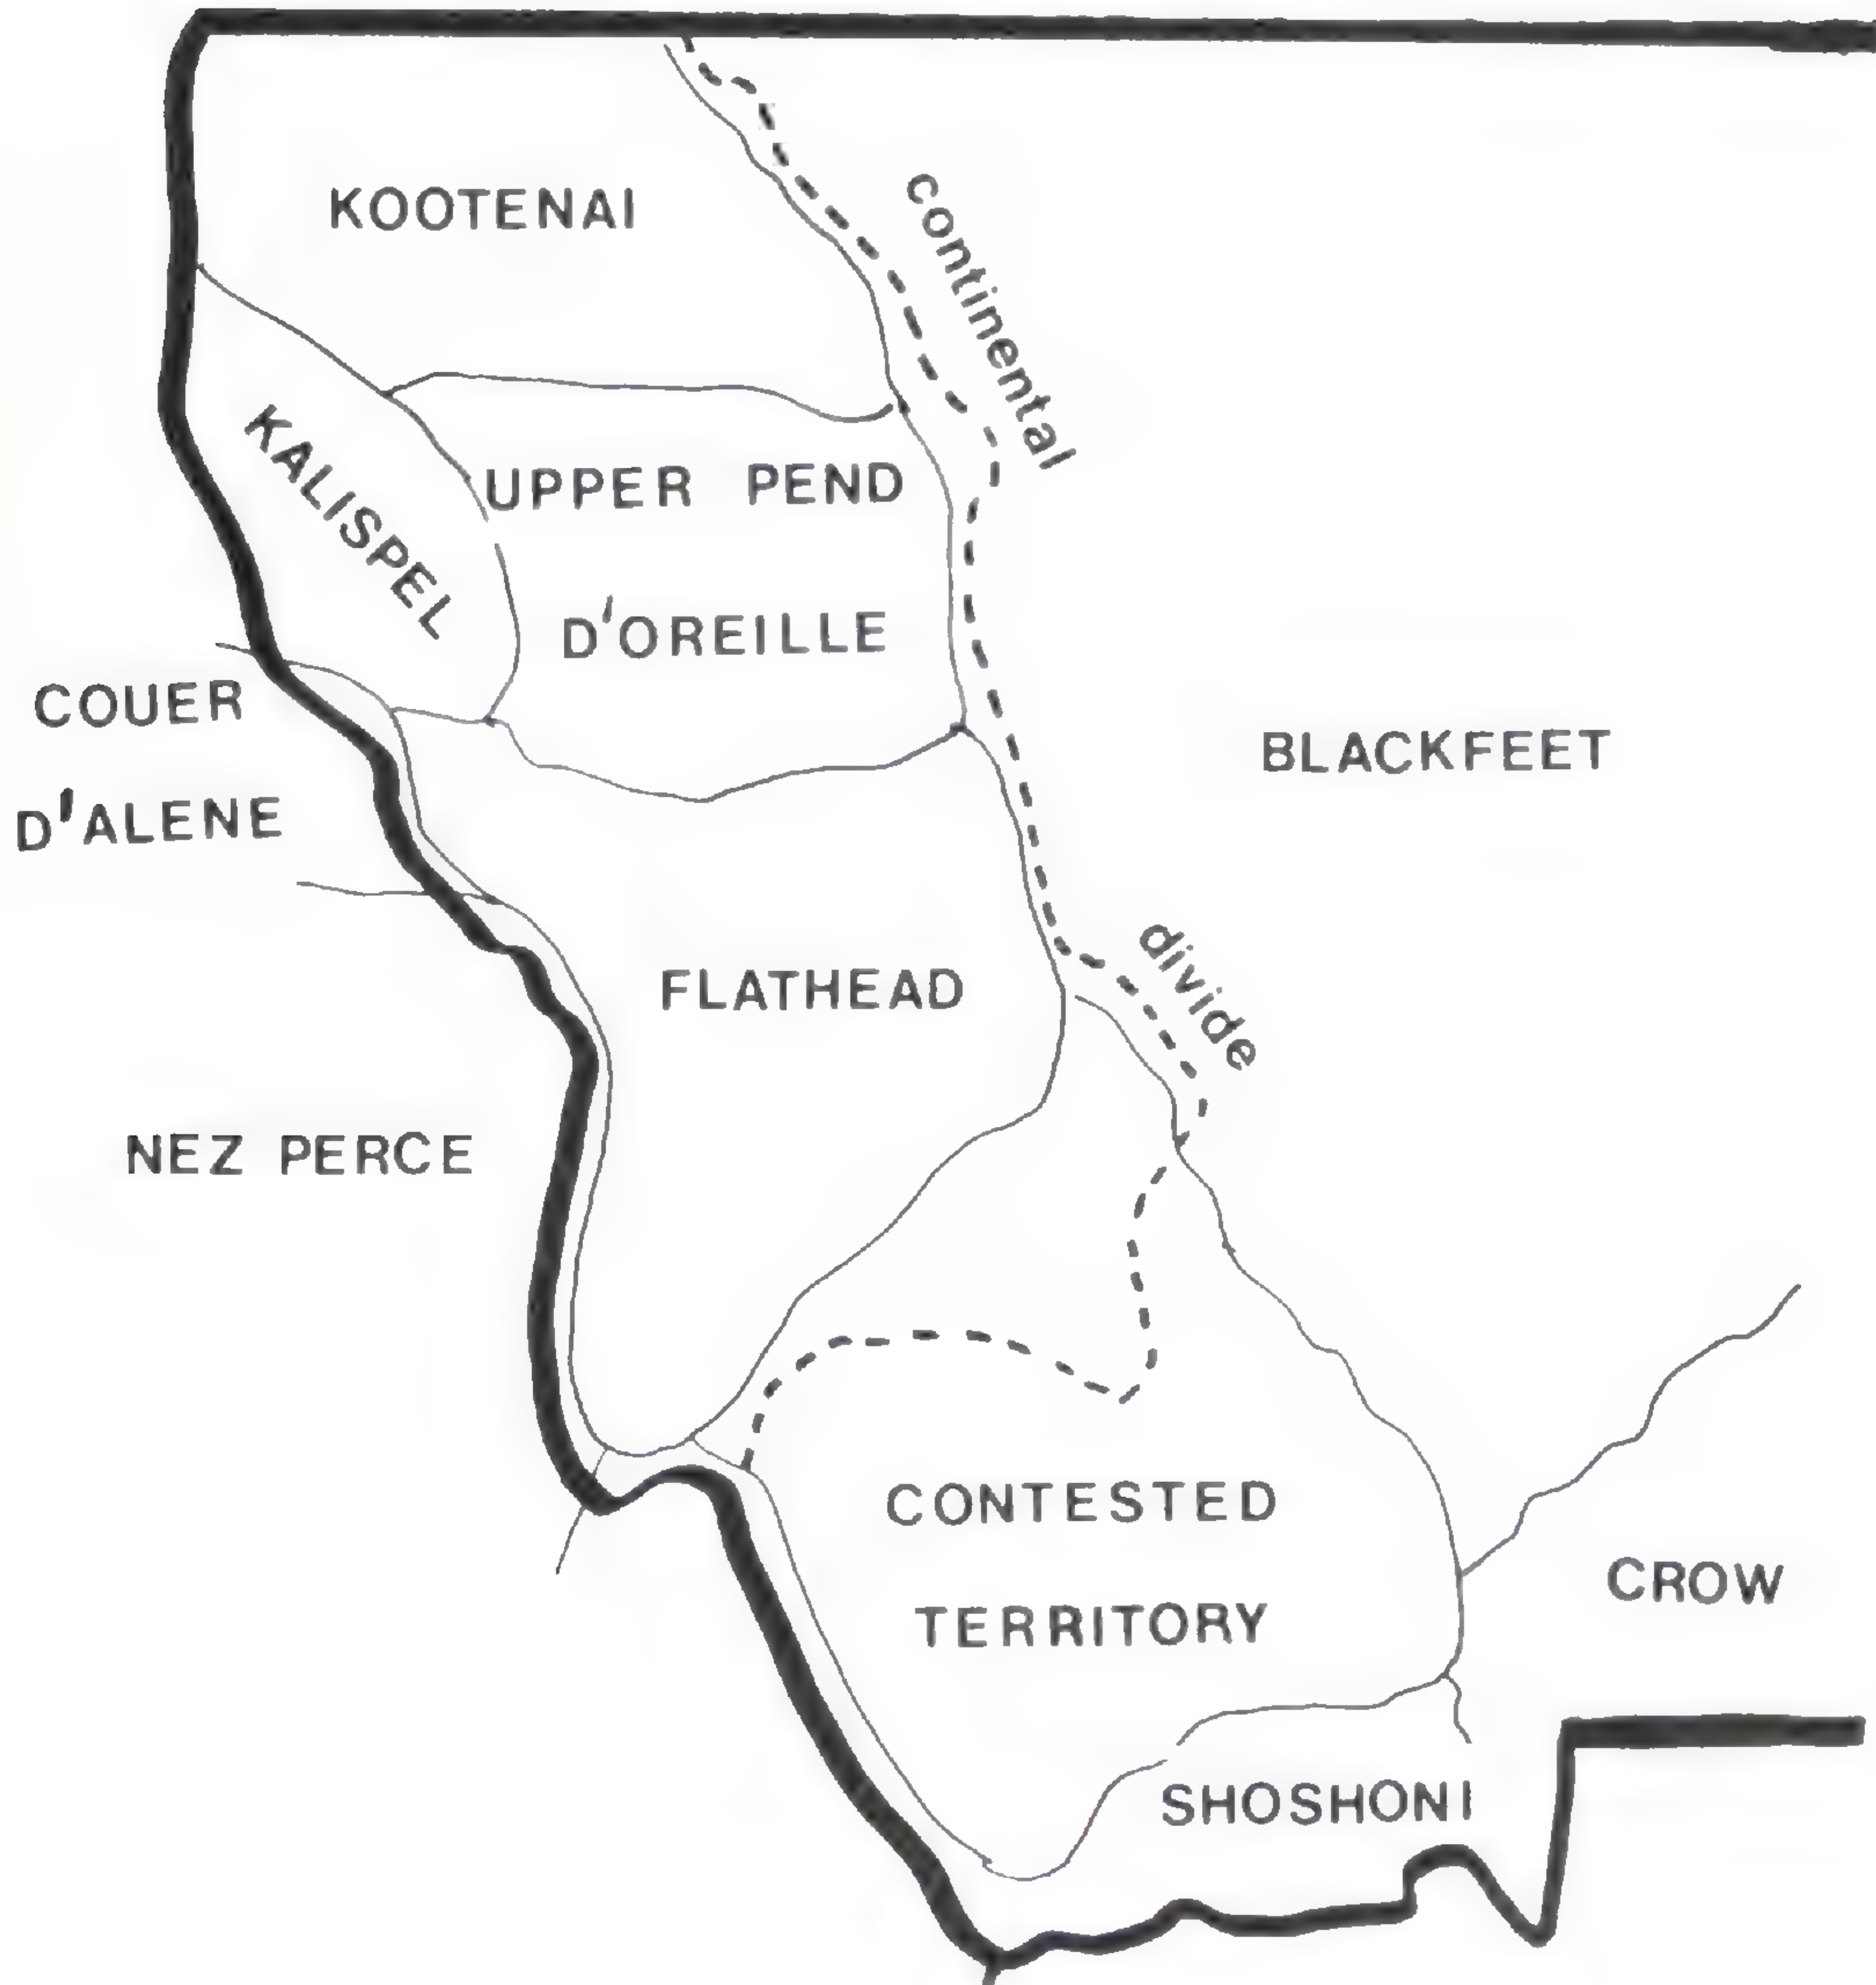 KOOTENAI
continental
KALISPEL
UPPER PEND
D'OREILLE
COUER
D'ALENE
BLACKFEET
FLATHEAD
divide
NEZ PERCE
CONTESTED
TERRITORY
CROW
SHOSHONI